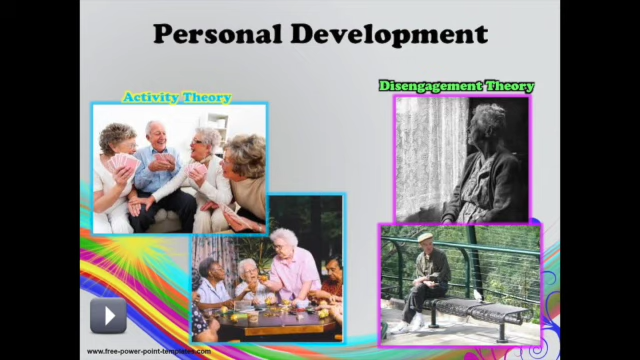 Personal Development
Activity Theory
Disengagement Theory
www.free-power-point-templates.com